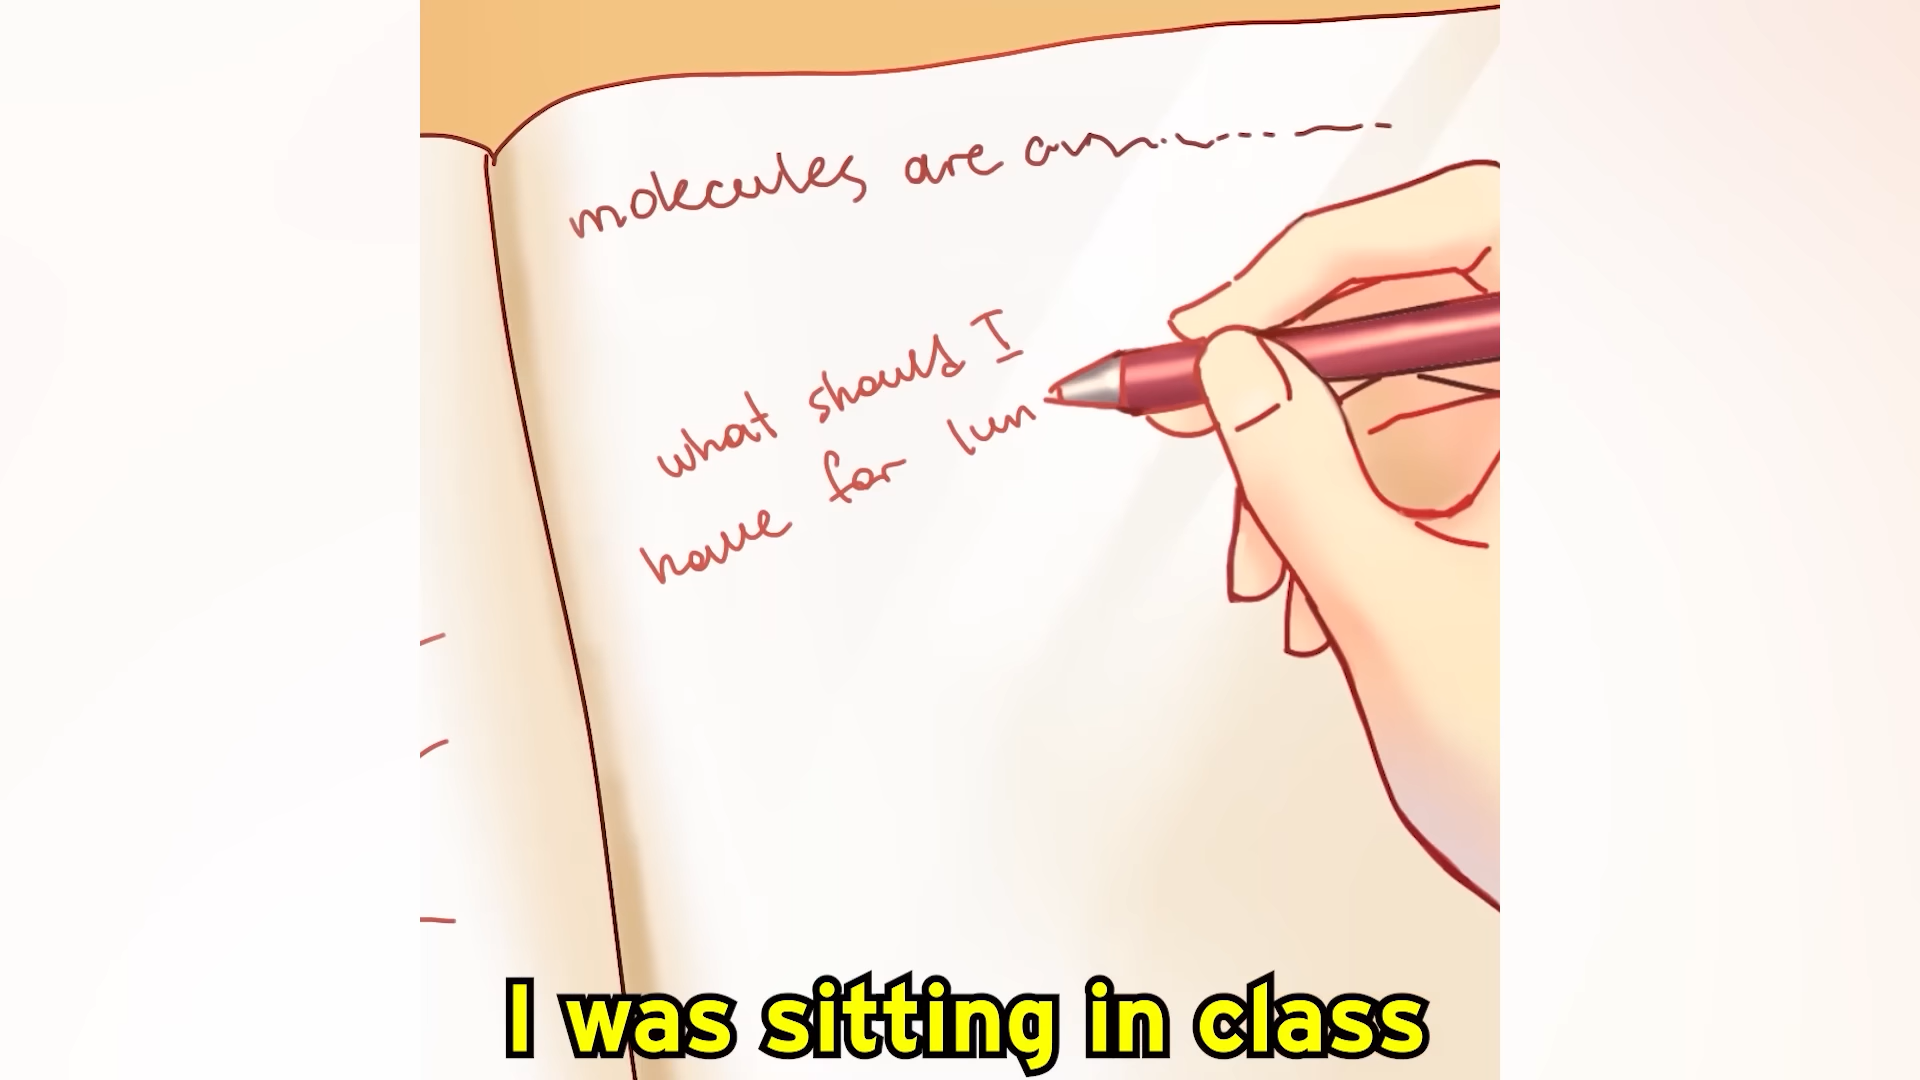 molecules are
what should I
have for lun
I was sitting in class